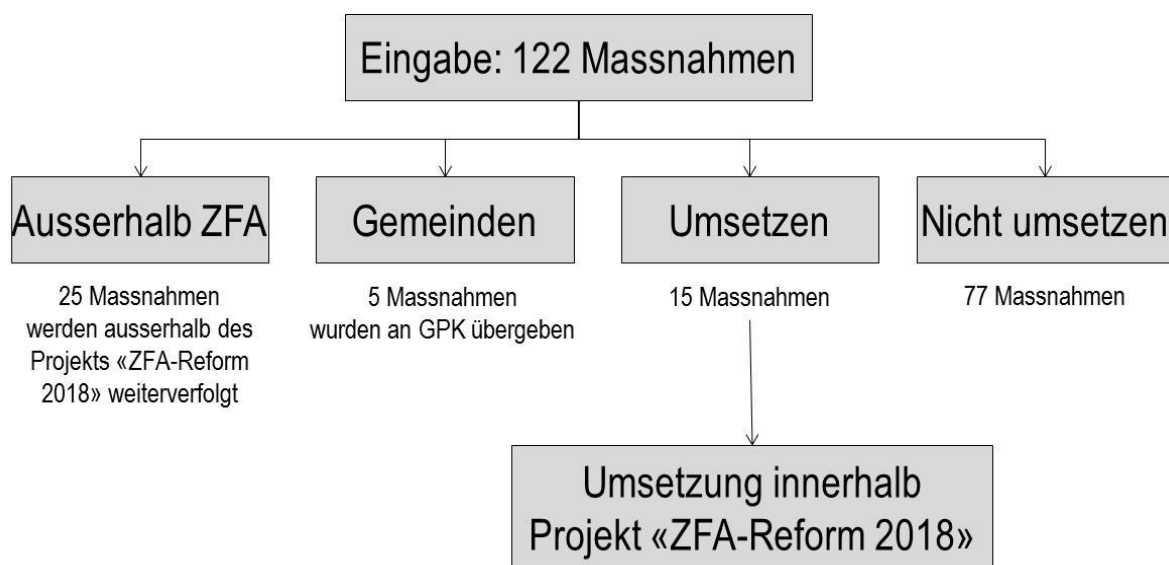 Eingabe: 122 Massnahmen
Ausserhalb ZFA
Gemeinden
Umsetzen
Nicht umsetzen
25 Massnahmen
werden ausserhalb des
Projekts «ZFA-Reform
2018» weiterverfolgt
5 Massnahmen
wurden an GPK übergeben
15 Massnahmen
77 Massnahmen
Umsetzung innerhalb
Projekt «ZFA-Reform 2018»